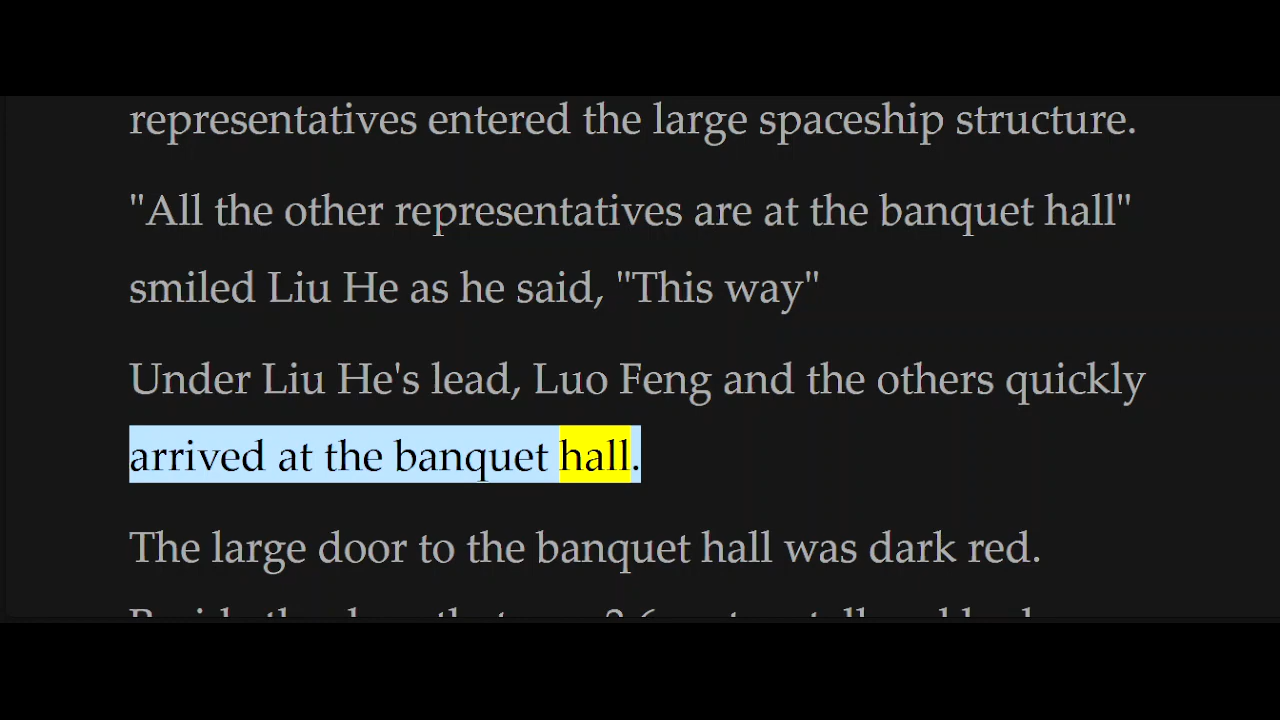 representatives entered the large spaceship structure.
"All the other representatives are at the banquet hall"
smiled Liu He as he said, "This way"
Under Liu He's lead, Luo Feng and the others quickly
arrived at the banquet hall.
The large door to the banquet hall was dark red.